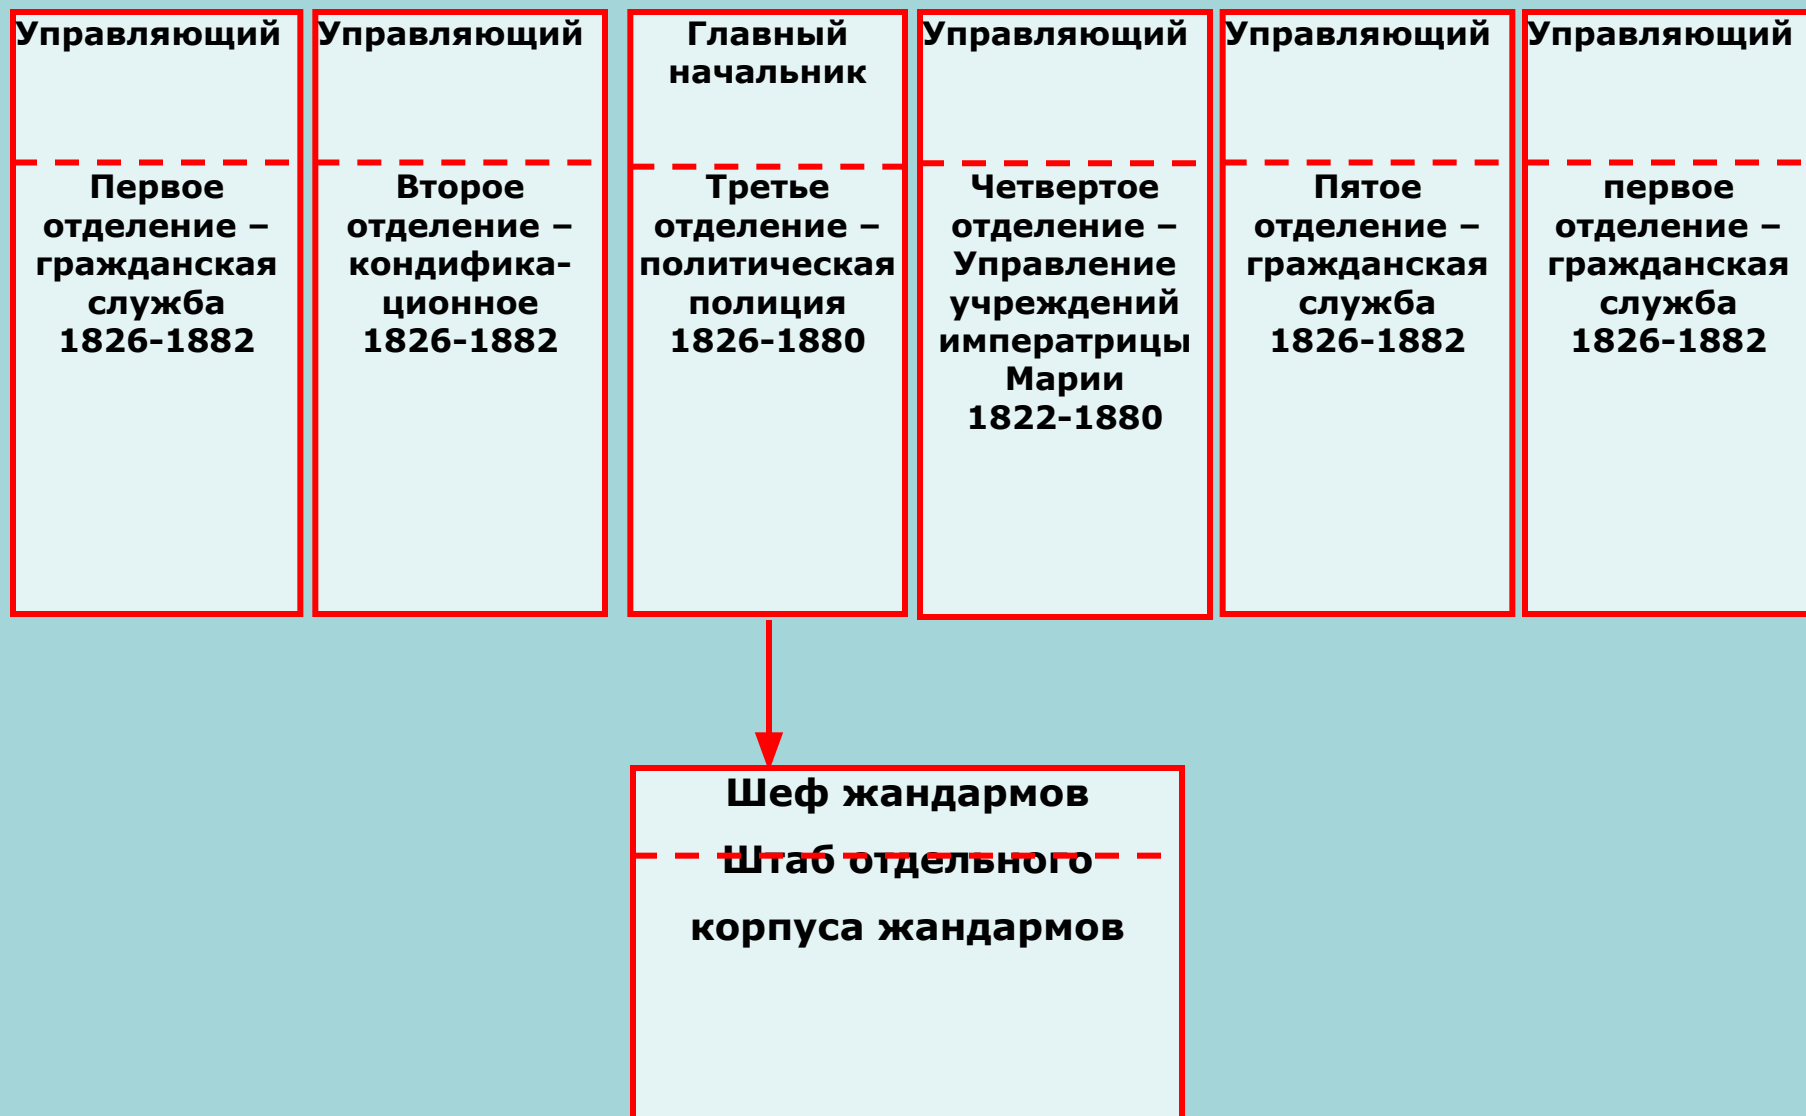 Управляющий
Первое
отделение –
гражданская
служба
1826-1882
Управляющий
Второе
отделение –
кондифика-
ционное
1826-1882
Главный
начальник
Третье
отделение –
политическая
полиция
1826-1880
Управляющий
Четвертое
отделение –
Управление
учреждений
императрицы
Марии
1822-1880
Управляющий
Пятое
отделение –
гражданская
служба
1826-1882
Управляющий
первое
отделение –
гражданская
служба
1826-1882
Шеф жандармов
Штаб отдельного
корпуса жандармов